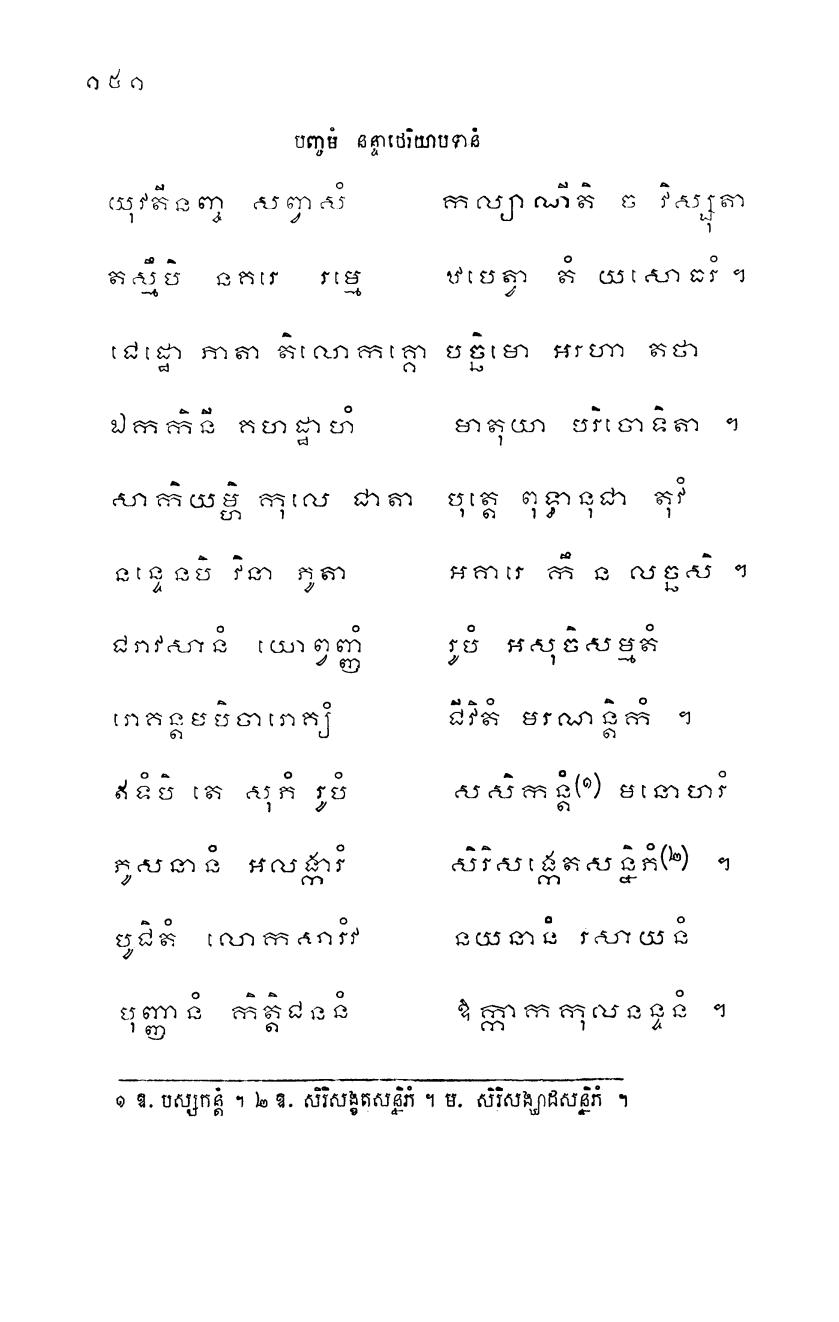 ១៥១
បញ្ចមំ នន្ទាថេរិយាបទានំ
យុវតីនញ្ច សព្វាសំ កល្យាណីតិ ច វិស្សុតា
តស្មឹបិ នគរេ រម្មេ ឋបេត្វា តំ យសោធរំ ។
ជេដ្ឋោ ភាតា តិលោកគ្គោ បច្ឆិមោ អរហា តថា
ឯកកិនី គហដ្ឋាហំ មាតុយា បរិចោទិតា ។
សាកិយម្ហិ កុលេ ជាតា បុត្តេ ពុទ្ធានុជា តុវំ
នន្ទេនបិ វិនា ភូតា អគារេ កឹ ន លច្ឆសិ ។
ជរាវសានំ យោព្វញ្ញំ រូបំ អសុចិសម្មតំ
រោគន្តមបិចារោគ្យំ ជីវិតំ មរណាន្តិកំ ។
ឥទំបិ តេ សុភំ រូបំ សសិកន្តំ(១) មនោហរំ
ភូសនានំ អលង្ការំ សិរិសង្កេតសន្និភំ(២) ។
បូជិតំ លោកសារំវ នយនានំ រសាយនំ
បុញ្ញានំ កិត្តិជននំ ឱក្កាកកុលនន្ទនំ ។
១ ឧ. បស្សកន្តំ ។ ២ ឧ. សិរិសង្ខតសន្និភំ ។ ម. សិរិសង្ឃាដសន្និភំ ។